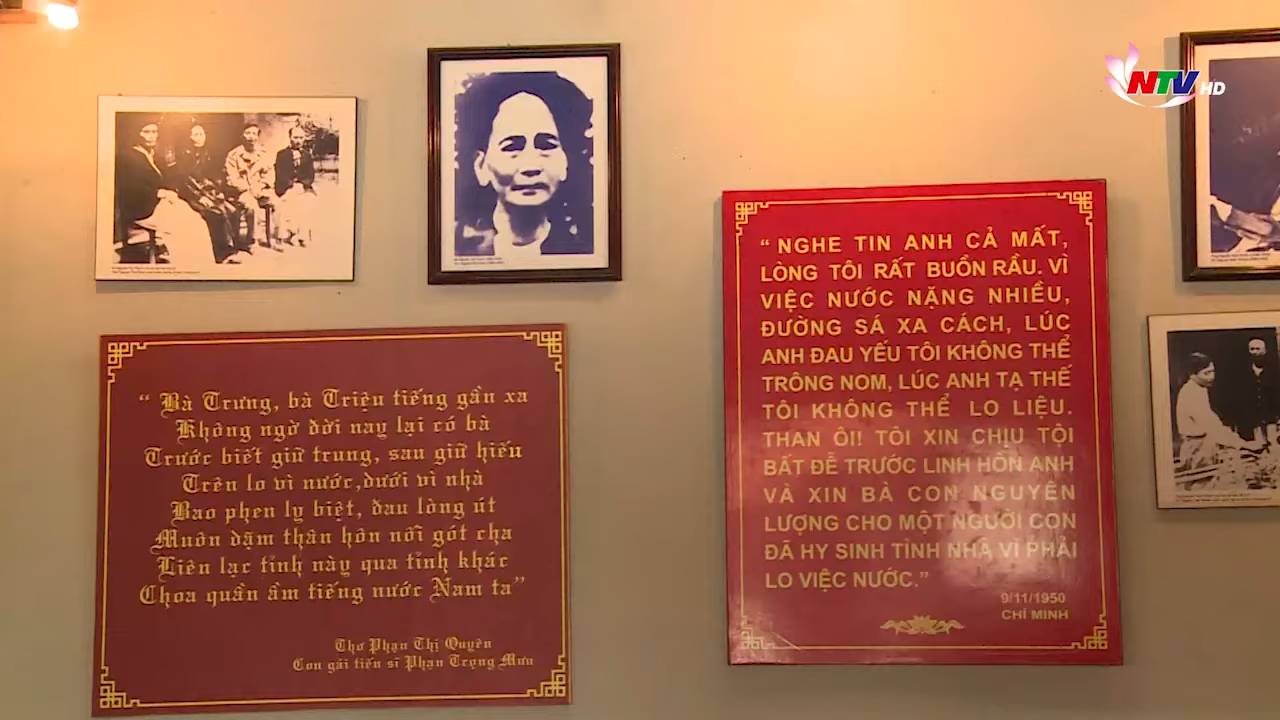 NTV HD
“ Bà Trưng, bà Triệu tiếng gần xa
Không ngờ đời nay lại có bà
Trước biết giữ trung, sau giữ hiếu
Trên lo vì nước,dưới vì nhà
Bao phen ly biệt, đau lòng út
Muôn dặm thân hôn nối gót cha
Liên lạc tỉnh này qua tỉnh khác
Choa quần ầm tiếng nước Nam ta”
Thơ Phan Thị Quyên
Con gái tiến sĩ Phan Trọng Mưu
“ NGHE TIN ANH CẢ MẤT,
LÒNG TÔI RẤT BUỒN RẦU. VÌ
VIỆC NƯỚC NẶNG NHIỀU,
ĐƯỜNG SÁ XA CÁCH, LÚC
ANH ĐAU YẾU TÔI KHÔNG THỂ
TRÔNG NOM, LÚC ANH TẠ THẾ
TÔI KHÔNG THỂ LO LIỆU.
THAN ÔI! TÔI XIN CHỊU TỘI
BẤT ĐỄ TRƯỚC LINH HỒN ANH
VÀ XIN BÀ CON NGUYÊN
LƯỢNG CHO MỘT NGƯỜI CON
ĐÃ HY SINH TÌNH NHÀ VÌ PHẢI
LO VIỆC NƯỚC.”
9/11/1950
CHÍ MINH